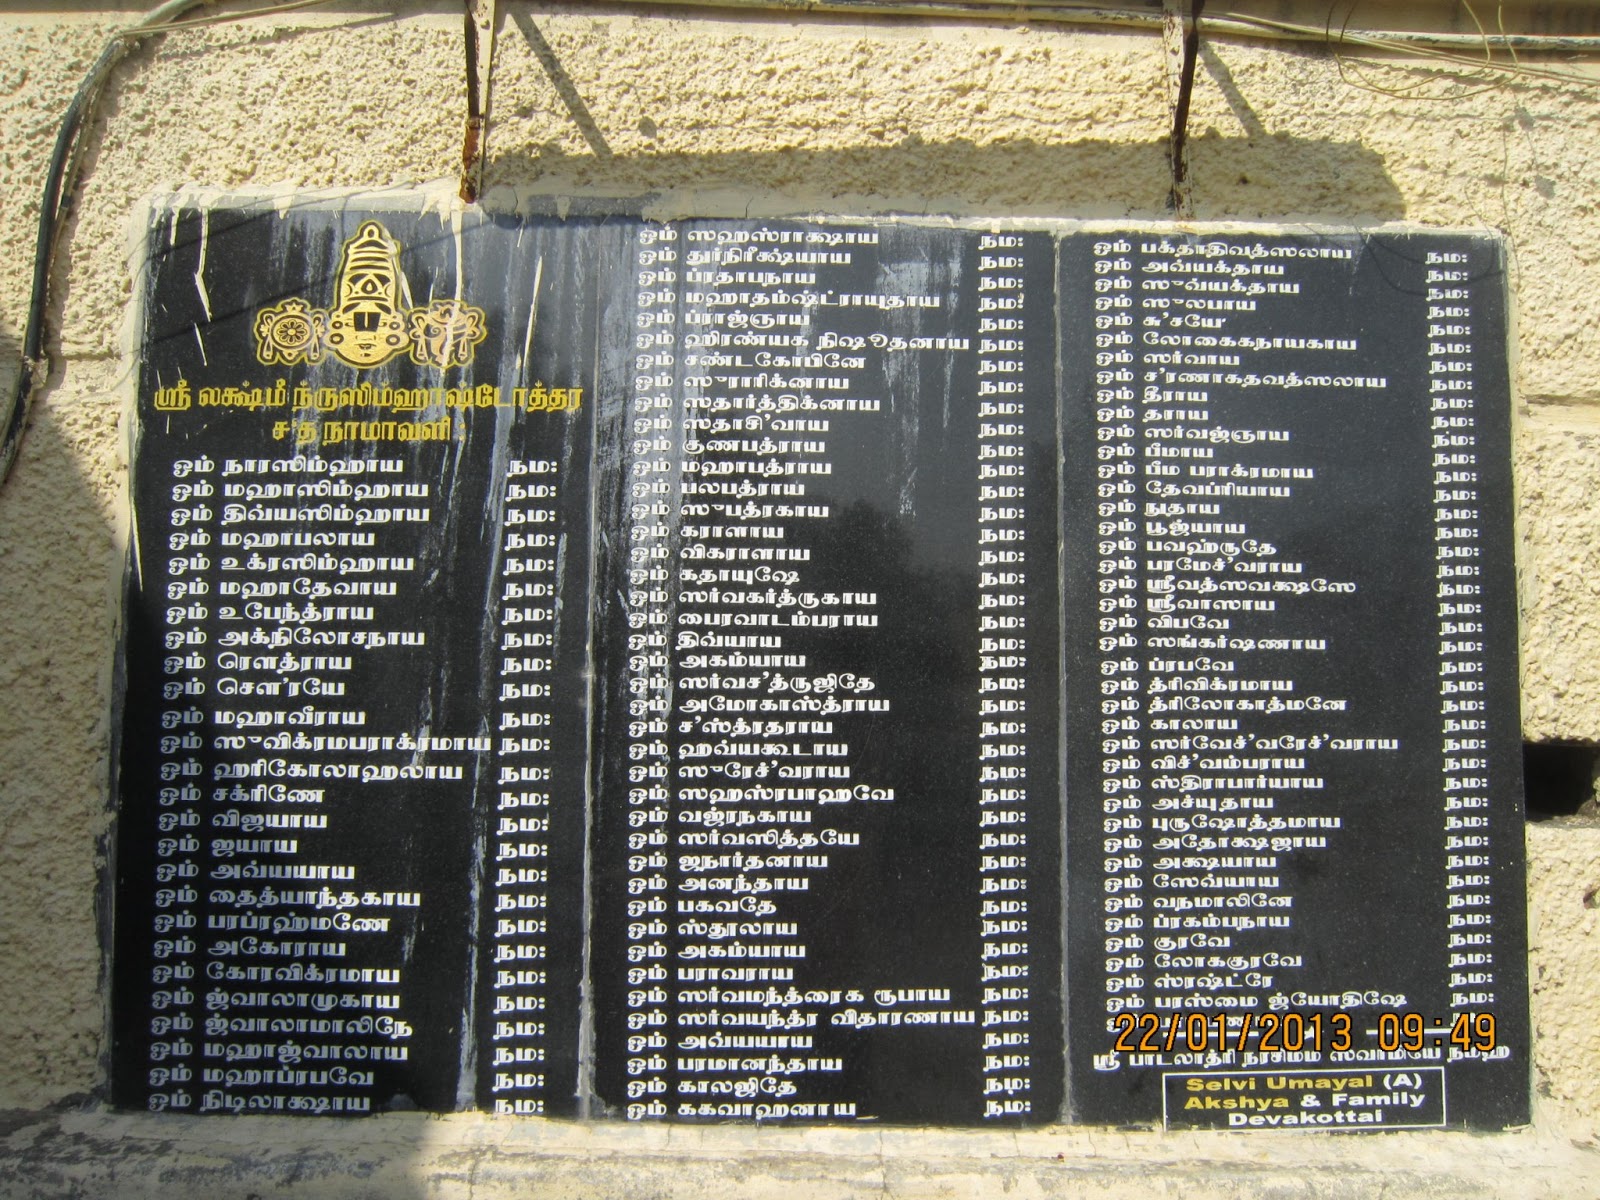 ஸ்ரீ லக்ஷ்மீ ந்ருஸிம்ஹாஷ்டோத்தர
ச'த நாமாவளி :
ஓம் நாரஸிம்ஹாய நம:
ஓம் மஹாஸிம்ஹாய நம:
ஓம் திவ்யஸிம்ஹாய நம:
ஓம் மஹாபலாய நம:
ஓம் உக்ரஸிம்ஹாய நம:
ஓம் மஹாதேவாய நம:
ஓம் உபேந்த்ராய நம:
ஓம் அக்நிலோசநாய நம:
ஓம் ரௌத்ராய நம:
ஓம் சௌ'ரயே நம:
ஓம் மஹாவீராய நம:
ஓம் ஸுவிக்ரமபராக்ரமாய நம:
ஓம் ஹரிகோலாஹலாய நம:
ஓம் சக்ரிணே நம:
ஓம் விஜயாய நம:
ஓம் ஜயாய நம:
ஓம் அவ்யயாய நம:
ஓம் தைத்யாந்தகாய நம:
ஓம் பரப்ரஹ்மணே நம:
ஓம் அகோராய நம:
ஓம் கோரவிக்ரமாய நம:
ஓம் ஜ்வாலாமுகாய நம:
ஓம் ஜ்வாலாமாலிநே நம:
ஓம் மஹாஜ்வாலாய நம:
ஓம் மஹாப்ரபவே நம:
ஓம் நிடிலாக்ஷாய நம:
ஓம் ஸஹஸ்ராக்ஷாய நம:
ஓம் துர்நிரீக்ஷயாய நம:
ஓம் ப்ரதாபநாய நம:
ஓம் மஹாதம்ஷ்ட்ராயுதாய நம:
ஓம் ப்ராஜ்ஞாய நம:
ஓம் ஹிரண்யக நிஷூதனாய நம:
ஓம் சண்டகோபினே நம:
ஓம் ஸுராரிக்னாய நம:
ஓம் ஸதார்த்திக்னாய நம:
ஓம் ஸதாசி'வாய நம:
ஓம் குணபத்ராய நம:
ஓம் மஹாபத்ராய நம:
ஓம் பலபத்ராய நம:
ஓம் ஸுபத்ரகாய நம:
ஓம் கராளாய நம:
ஓம் விகராளாய நம:
ஓம் கதாயுஷே நம:
ஓம் ஸர்வகர்த்ருகாய நம:
ஓம் பைரவாடம்பராய நம:
ஓம் திவ்யாய நம:
ஓம் அகம்யாய நம:
ஓம் ஸர்வச'த்ருஜிதே நம:
ஓம் அமோகாஸ்த்ராய நம:
ஓம் ச'ஸ்த்ரதராய நம:
ஓம் ஹவ்யகூடாய நம:
ஓம் ஸுரேச்'வராய நம:
ஓம் ஸஹஸ்ரபாஹவே நம:
ஓம் வஜ்ரநகாய நம:
ஓம் ஸர்வஸித்தயே நம:
ஓம் ஜநார்தனாய நம:
ஓம் அனந்தாய நம:
ஓம் பகவதே நம:
ஓம் ஸ்தூலாய நம:
ஓம் அகம்யாய நம:
ஓம் பராவராய நம:
ஓம் ஸர்வமந்த்ரைக ரூபாய நம:
ஓம் ஸர்வயந்த்ர விதாரணாய நம:
ஓம் அவ்யயாய நம:
ஓம் பரமானந்தாய நம:
ஓம் காலஜிதே நம:
ஓம் ககவாஹனாய நம:
ஓம் பக்தாதிவத்ஸலாய நம:
ஓம் அவ்யக்தாய நம:
ஓம் ஸுவ்யக்தாய நம:
ஓம் ஸுலபாய நம:
ஓம் சு'சயே நம:
ஓம் லோகைகநாயகாய நம:
ஓம் ஸர்வாய நம:
ஓம் ச'ரணாகதவத்ஸலாய நம:
ஓம் தீராய நம:
ஓம் தராய நம:
ஓம் ஸர்வஜ்ஞாய நம:
ஓம் பீமாய நம:
ஓம் பீம பராக்ரமாய நம:
ஓம் தேவப்ரியாய நம:
ஓம் நுதாய நம:
ஓம் பூஜ்யாய நம:
ஓம் பவஹ்ருதே நம:
ஓம் பரமேச்'வராய நம:
ஓம் ஸ்ரீவத்ஸவக்ஷஸே நம:
ஓம் ஸ்ரீவாஸாய நம:
ஓம் விபவே நம:
ஓம் ஸங்கர்ஷணாய நம:
ஓம் ப்ரபவே நம:
ஓம் த்ரிவிக்ரமாய நம:
ஓம் த்ரிலோகாத்மனே நம:
ஓம் காலாய நம:
ஓம் ஸர்வேச்'வரேச்'வராய நம:
ஓம் விச்'வம்பராய நம:
ஓம் ஸ்திராபார்யாய நம:
ஓம் அச்யுதாய நம:
ஓம் புருஷோத்தமாய நம:
ஓம் அதோக்ஷஜாய நம:
ஓம் அக்ஷயாய நம:
ஓம் ஸேவ்யாய நம:
ஓம் வநமாலினே நம:
ஓம் ப்ரகம்பநாய நம:
ஓம் குரவே நம:
ஓம் லோககுரவே நம:
ஓம் ஸ்ரஷ்ட்ரே நம:
ஓம் பரஸ்மை ஜ்யோதிஷே நம:
ஓம்
22/01/2013 09:49
ஸ்ரீ பாடலாத்ரி நரசிம்ம ஸ்வாமியே நமஹ
Selvi Umayal (A)
Akshya & Family
Devakottai